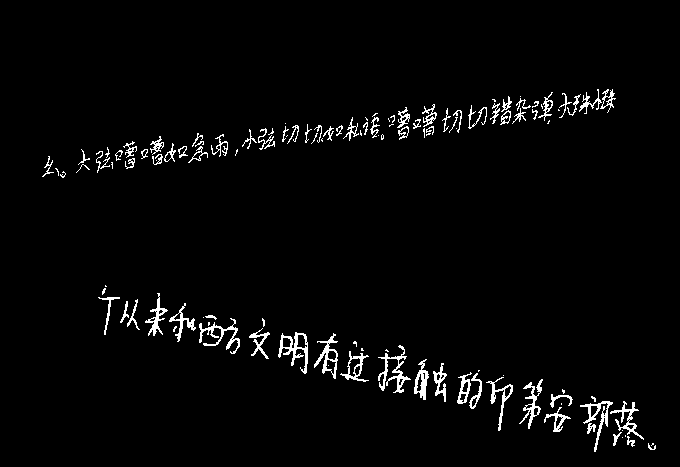 幺。大弦嘈嘈如急雨,小弦切切如私语。嘈嘈切切错杂弹,大珠小珠
个从未和西方文明有过接触的印第安部落。